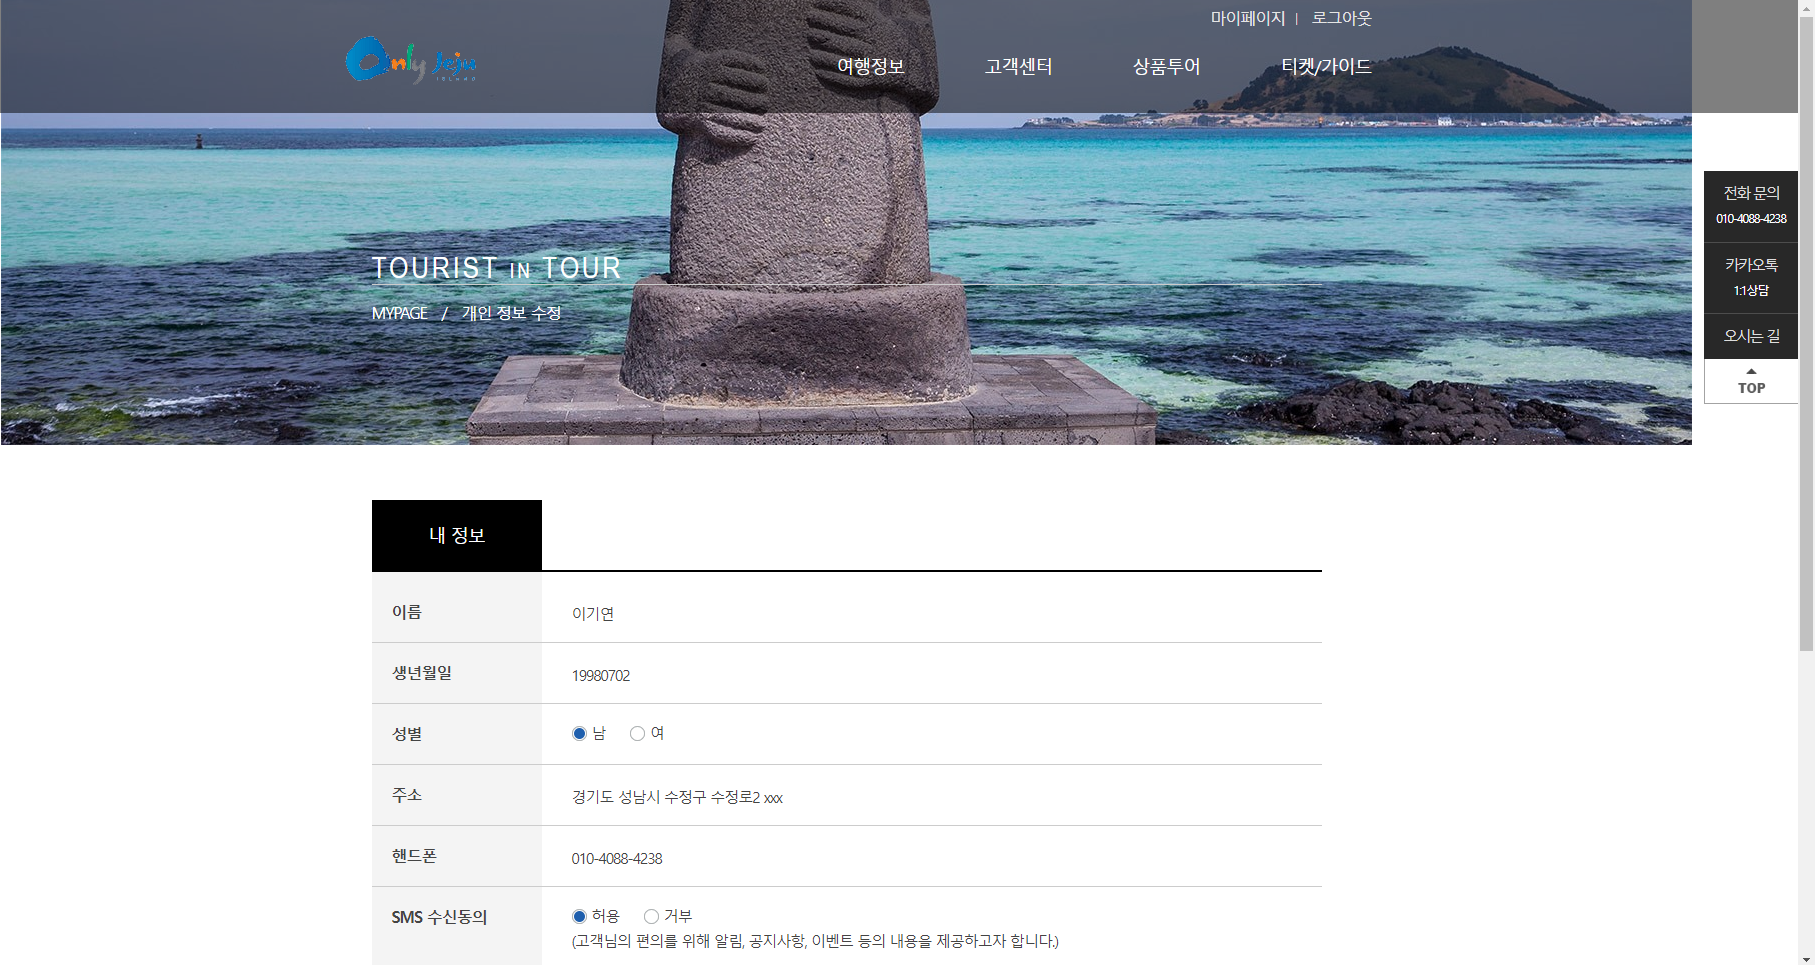 마이페이지 | 로그아웃
Only Jeju
ISLAND
여행정보 고객센터 상품투어 티켓/가이드
전화 문의
010-4088-4238
카카오톡
1:1상담
오시는 길
TOP
TOURIST IN TOUR
MYPAGE / 개인 정보 수정
내 정보
이름 이기연
생년월일 19980702
성별 남 여
주소 경기도 성남시 수정구 수정로2 xxx
핸드폰 010-4088-4238
SMS 수신동의 허용 거부
(고객님의 편의를 위해 알림, 공지사항, 이벤트 등의 내용을 제공하고자 합니다.)